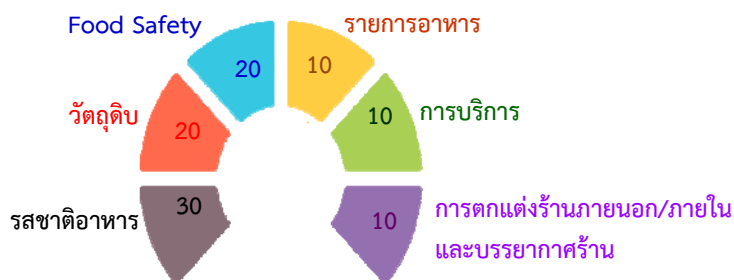 Food Safety
รายการอาหาร
20
10
วัตถุดิบ
20
10
การบริการ
รสชาติอาหาร
30
10
การตกแต่งร้านภายนอก/ภายใน
และบรรยากาศร้าน